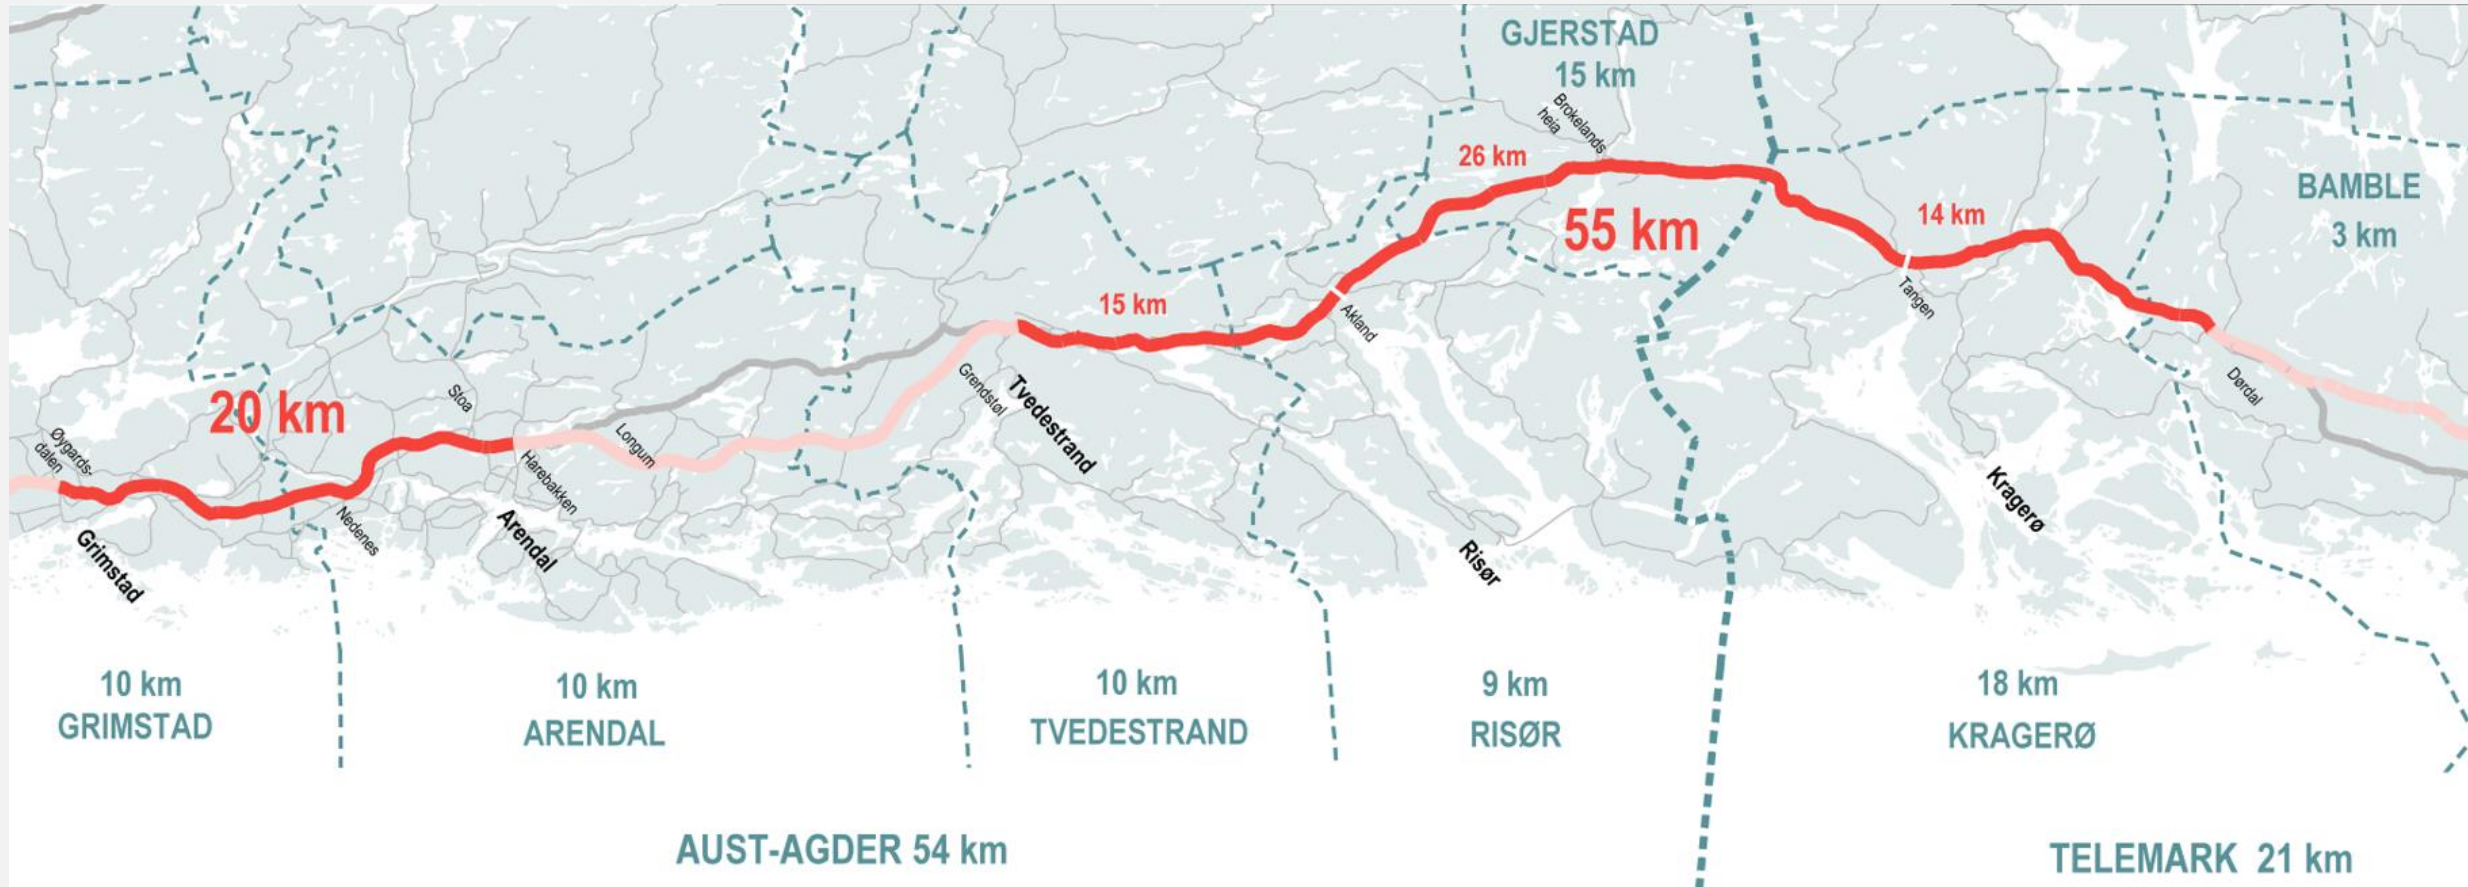 GJERSTAD
15 km
Brokelands
heia
26 km
BAMBLE
3 km
14 km
55 km
15 km
Tangen
Akland
20 km
Stoa
Grendstøl
Tvedestrand
Dørdal
Øygards-
dalen
Longum
Harebakken
Kragerø
Nedenes
Arendal
Grimstad
Risør
10 km
GRIMSTAD
10 km
ARENDAL
10 km
TVEDESTRAND
9 km
RISØR
18 km
KRAGERØ
AUST-AGDER 54 km
TELEMARK 21 km